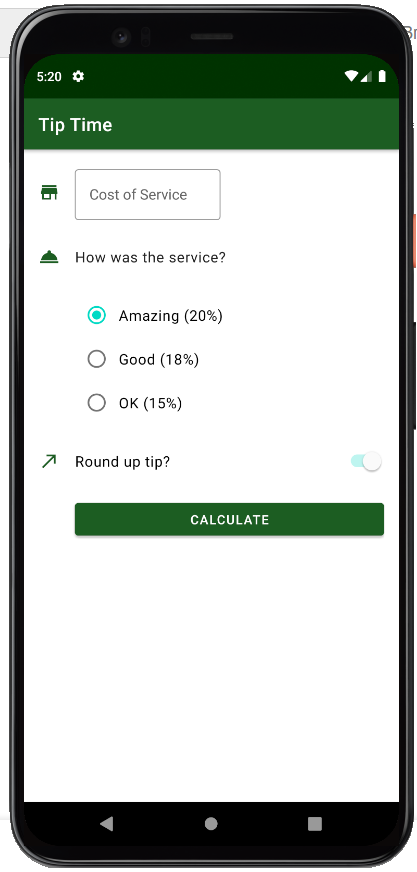 5:20
Tip Time
Cost of Service
How was the service?
Amazing (20%)
Good (18%)
OK (15%)
Round up tip?
CALCULATE